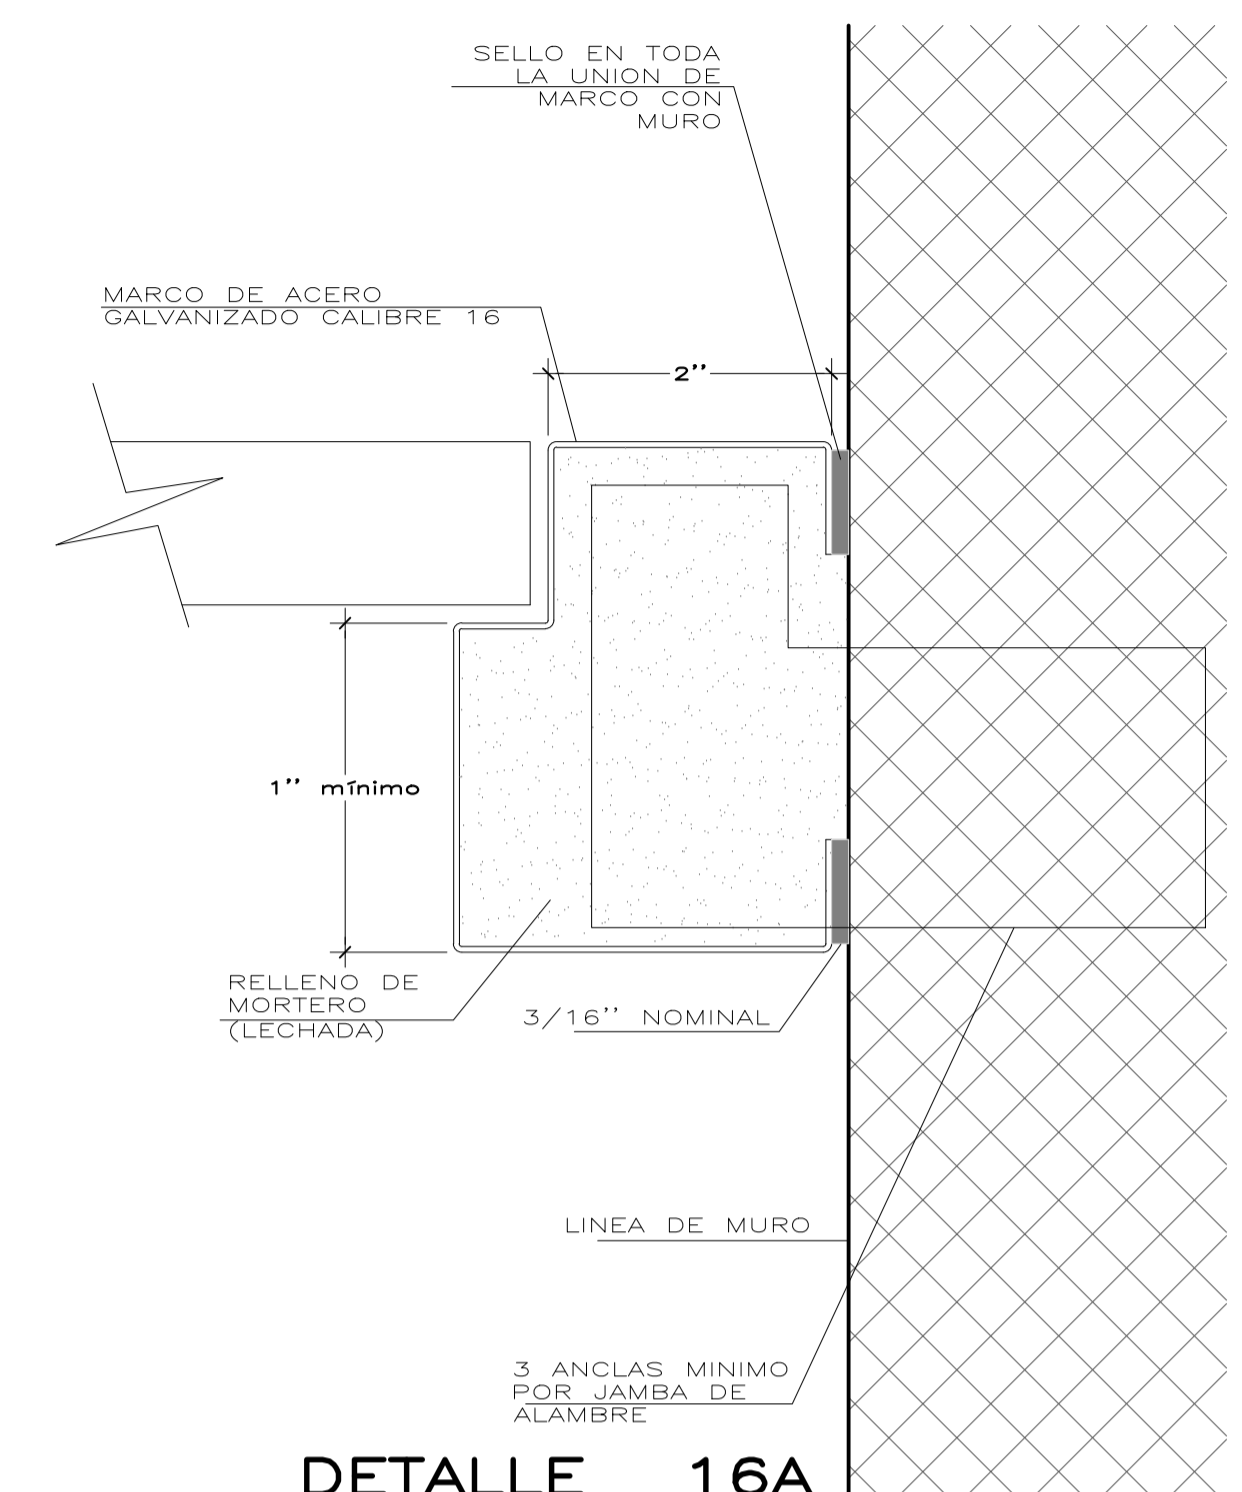 SELLO EN TODA
LA UNION DE
MARCO CON
MURO
MARCO DE ACERO
GALVANIZADO CALIBRE 16
2’’
1’’ mínimo
RELLENO DE
MORTERO
(LECHADA)
3/16’’ NOMINAL
LINEA DE MURO
3 ANCLAS MINIMO
POR JAMBA DE
ALAMBRE
DETALLE 16A